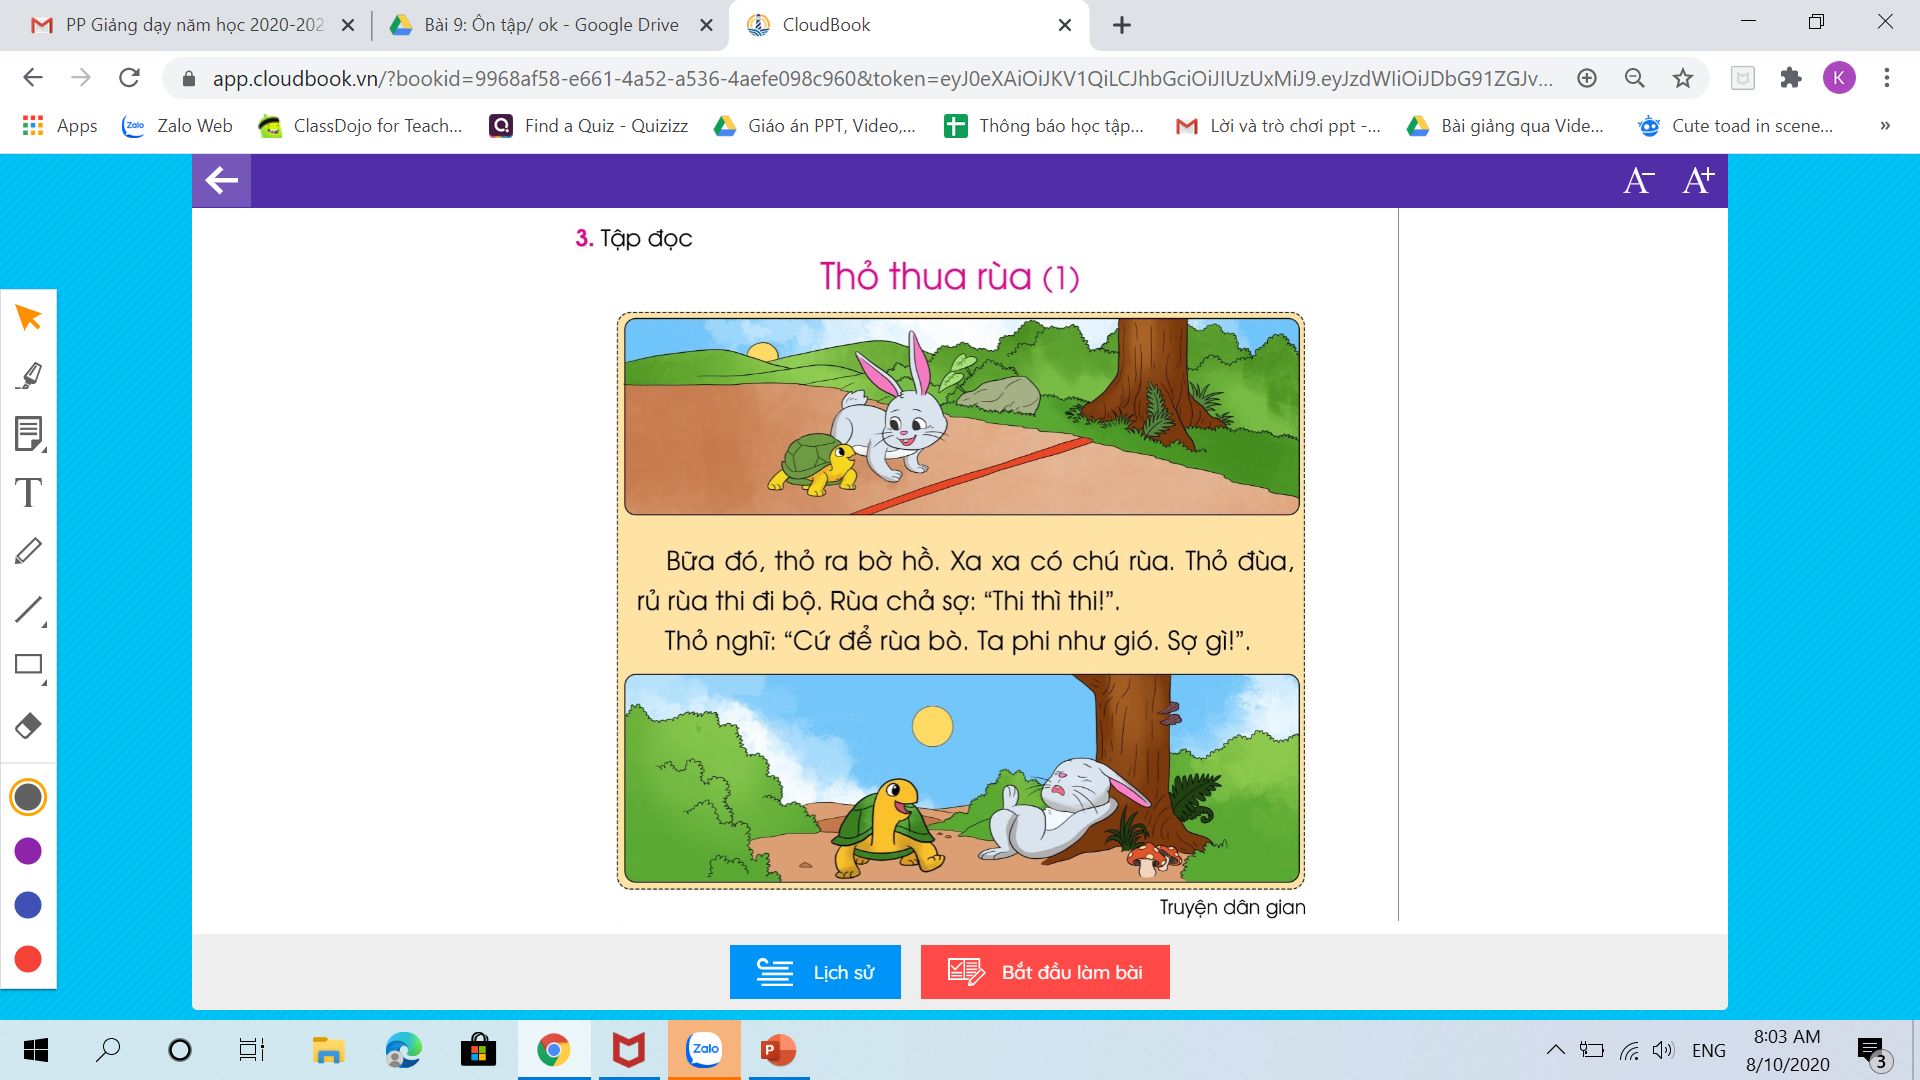 PP Giảng dạy năm học 2020-202
Bài 9: Ôn tập/ ok - Google Drive
CloudBook
app.cloudbook.vn/?bookid=9968af58-e661-4a52-a536-4aefe098c960&token=eyJ0eXAiOiJKV1QiLCJhbGciOiJIUzUxMiJ9.eyJzdWIiOiJDbG91ZGJv...
K
Apps
Zalo Web
ClassDojo for Teach...
Find a Quiz - Quizizz
Giáo án PPT, Video,...
Thông báo học tập...
Lời và trò chơi ppt -...
Bài giảng qua Vide...
Cute toad in scene...
»
A- A+
3. Tập đọc
Thỏ thua rùa (1)
Bữa đó, thỏ ra bờ hồ. Xa xa có chú rùa. Thỏ đùa,
rủ rùa thi đi bộ. Rùa chả sợ: “Thi thì thi!”.
Thỏ nghĩ: “Cứ để rùa bò. Ta phi như gió. Sợ gì!”.
Truyện dân gian
T
Lịch sử
Bắt đầu làm bài
Zalo
P
ENG
8:03 AM
8/10/2020
3